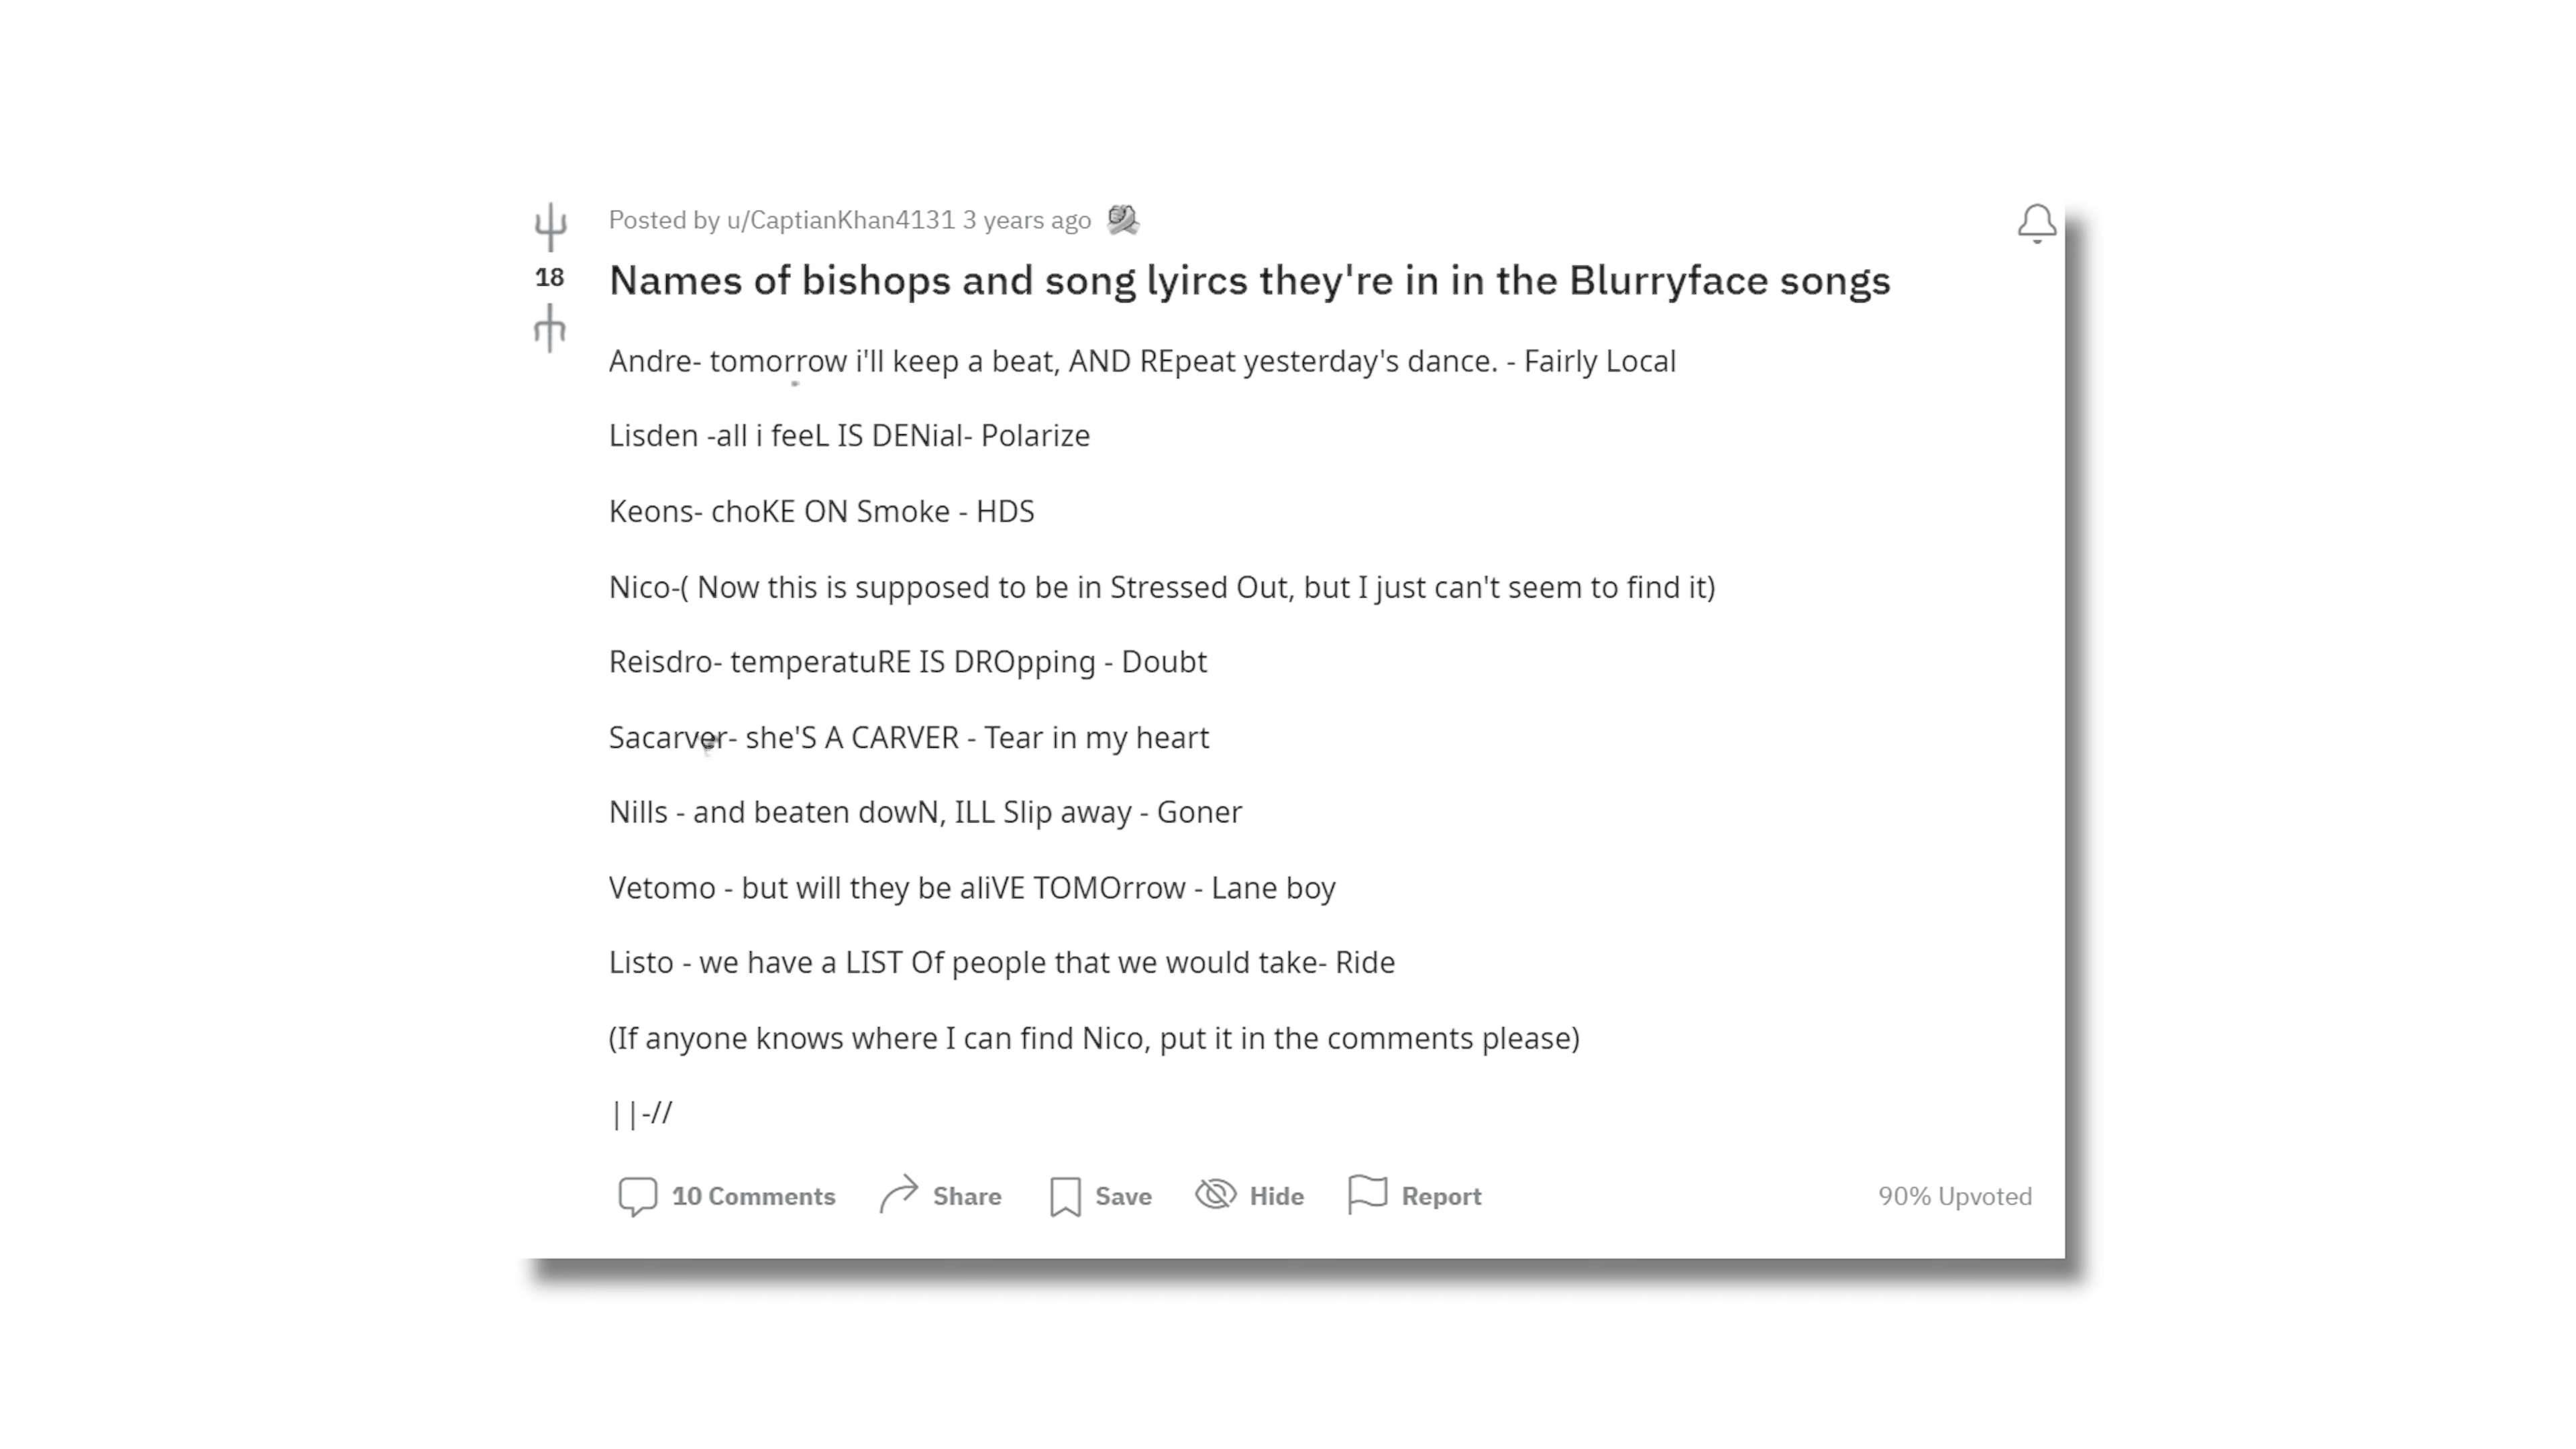 Posted by u/CaptianKhan4131 3 years ago
18
Names of bishops and song lyircs they're in in the Blurryface songs
Andre- tomorrow i'll keep a beat, AND REpeat yesterday's dance. - Fairly Local
Lisden -all i feeL IS DENial- Polarize
Keons- choKE ON Smoke - HDS
Nico-( Now this is supposed to be in Stressed Out, but I just can't seem to find it)
Reisdro- temperatuRE IS DROpping - Doubt
Sacarver- she'S A CARVER - Tear in my heart
Nills - and beaten dowN, ILL Slip away - Goner
Vetomo - but will they be aliVE TOMOrrow - Lane boy
Listo - we have a LIST Of people that we would take- Ride
(If anyone knows where I can find Nico, put it in the comments please)
||-//
10 Comments Share Save Hide Report 90% Upvoted